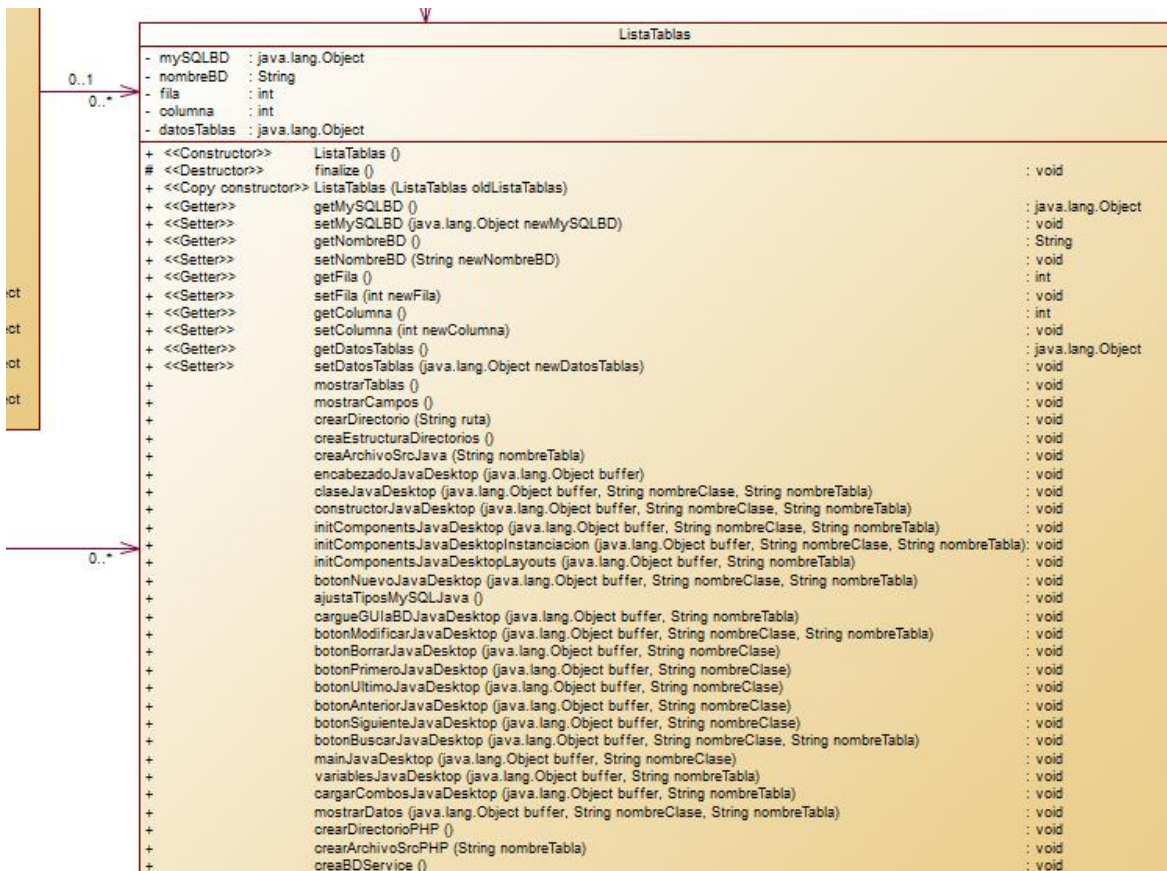 ListaTablas
- mySQLBD : java.lang.Object
- nombreBD : String
- fila : int
- columna : int
- datosTablas : java.lang.Object
0..1
0..*
+ <<Constructor>> ListaTablas ()
# <<Destructor>> finalize () : void
+ <<Copy constructor>> ListaTablas (ListaTablas oldListaTablas)
+ <<Getter>> getMySQLBD () : java.lang.Object
+ <<Setter>> setMySQLBD (java.lang.Object newMySQLBD) : void
+ <<Getter>> getNombreBD () : String
+ <<Setter>> setNombreBD (String newNombreBD) : void
+ <<Getter>> getFila () : int
+ <<Setter>> setFila (int newFila) : void
+ <<Getter>> getColumna () : int
+ <<Setter>> setColumna (int newColumna) : void
+ <<Getter>> getDatosTablas () : java.lang.Object
+ <<Setter>> setDatosTablas (java.lang.Object newDatosTablas) : void
+ mostrarTablas () : void
+ mostrarCampos () : void
+ crearDirectorio (String ruta) : void
+ creaEstructuraDirectorios () : void
+ creaArchivoSrcJava (String nombreTabla) : void
+ encabezadoJavaDesktop (java.lang.Object buffer) : void
+ claseJavaDesktop (java.lang.Object buffer, String nombreClase, String nombreTabla) : void
+ constructorJavaDesktop (java.lang.Object buffer, String nombreClase, String nombreTabla) : void
+ initComponentsJavaDesktop (java.lang.Object buffer, String nombreClase, String nombreTabla) : void
+ initComponentsJavaDesktopInstanciacion (java.lang.Object buffer, String nombreClase, String nombreTabla): void
+ initComponentsJavaDesktopLayouts (java.lang.Object buffer, String nombreTabla) : void
+ botonNuevoJavaDesktop (java.lang.Object buffer, String nombreClase, String nombreTabla) : void
+ ajustaTiposMySQLJava () : void
+ cargueGUIaBDJavaDesktop (java.lang.Object buffer, String nombreTabla) : void
+ botonModificarJavaDesktop (java.lang.Object buffer, String nombreClase, String nombreTabla) : void
+ botonBorrarJavaDesktop (java.lang.Object buffer, String nombreClase) : void
+ botonPrimeroJavaDesktop (java.lang.Object buffer, String nombreClase) : void
+ botonUltimoJavaDesktop (java.lang.Object buffer, String nombreClase) : void
+ botonAnteriorJavaDesktop (java.lang.Object buffer, String nombreClase) : void
+ botonSiguienteJavaDesktop (java.lang.Object buffer, String nombreClase) : void
+ botonBuscarJavaDesktop (java.lang.Object buffer, String nombreClase, String nombreTabla) : void
+ mainJavaDesktop (java.lang.Object buffer, String nombreClase) : void
+ variablesJavaDesktop (java.lang.Object buffer, String nombreTabla) : void
+ cargarCombosJavaDesktop (java.lang.Object buffer, String nombreTabla) : void
+ mostrarDatos (java.lang.Object buffer, String nombreClase, String nombreTabla) : void
+ crearDirectorioPHP () : void
+ crearArchivoSrcPHP (String nombreTabla) : void
+ creaBDService () : void
ect
ect
ect
ect
0..*